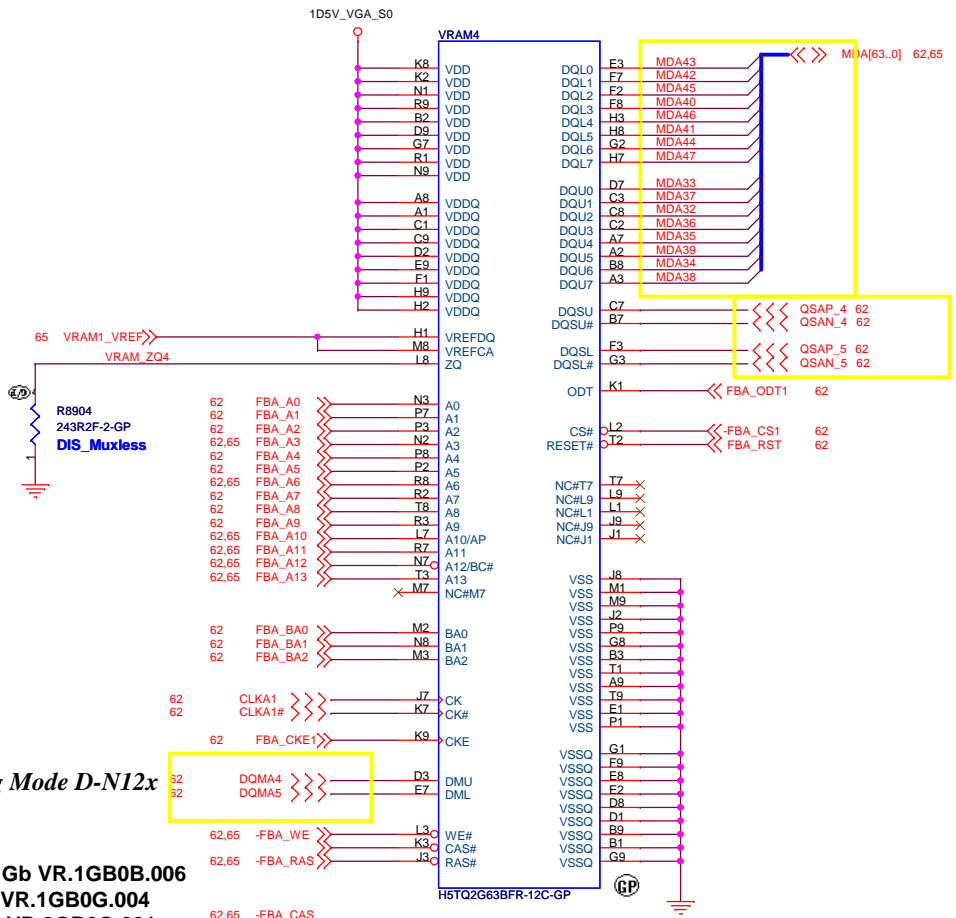 1D5V_VGA_S0
VRAM4
K8 VDD
K2 VDD
N1 VDD
R9 VDD
B2 VDD
D9 VDD
G7 VDD
R1 VDD
N9 VDD
A8 VDDQ
A1 VDDQ
C1 VDDQ
C9 VDDQ
D2 VDDQ
E9 VDDQ
F1 VDDQ
H9 VDDQ
H2 VDDQ
65 VRAM1_VREF H1 VREFDQ
M8 VREFCA
VRAM_ZQ4 L8 ZQ
R8904
243R2F-2-GP
DIS_Muxless
1
62 FBA_A0 N3 A0
62 FBA_A1 P7 A1
62 FBA_A2 P3 A2
62,65 FBA_A3 N2 A3
62 FBA_A4 P8 A4
62 FBA_A5 P2 A5
62,65 FBA_A6 R8 A6
62 FBA_A7 R2 A7
62 FBA_A8 T8 A8
62 FBA_A9 R3 A9
62,65 FBA_A10 L7 A10/AP
62,65 FBA_A11 R7 A11
62,65 FBA_A12 N7 A12/BC#
62,65 FBA_A13 T3 A13
M7 NC#M7
62 FBA_BA0 M2 BA0
62 FBA_BA1 N8 BA1
62 FBA_BA2 M3 BA2
62 CLKA1 J7 CK
62 CLKA1# K7 CK#
62 FBA_CKE1 K9 CKE
Mode D-N12x
62 DQMA4 D3 DMU
62 DQMA5 E7 DML
62,65 -FBA_WE L3 WE#
K3 CAS#
62,65 -FBA_RAS J3 RAS#
Gb VR.1GB0B.006
VR.1GB0G.004
62,65 -FBA_CAS
DQL0 E3 MDA43
DQL1 F7 MDA42
DQL2 F2 MDA45
DQL3 F8 MDA40
DQL4 H3 MDA46
DQL5 H8 MDA41
DQL6 G2 MDA44
DQL7 H7 MDA47
MDA[63..0] 62,65
DQU0 D7 MDA33
DQU1 C3 MDA37
DQU2 C8 MDA32
DQU3 C2 MDA36
DQU4 A7 MDA35
DQU5 A2 MDA39
DQU6 B8 MDA34
DQU7 A3 MDA38
DQSU C7 QSAP_4 62
DQSU# B7 QSAN_4 62
DQSL F3 QSAP_5 62
DQSL# G3 QSAN_5 62
ODT K1 FBA_ODT1 62
CS# L2 -FBA_CS1 62
RESET# T2 FBA_RST 62
NC#T7 T7
NC#L9 L9
NC#L1 L1
NC#J9 J9
NC#J1 J1
VSS J8
VSS M1
VSS M9
VSS J2
VSS P9
VSS G8
VSS B3
VSS T1
VSS A9
VSS T9
VSS E1
VSS P1
VSSQ G1
VSSQ F9
VSSQ E8
VSSQ E2
VSSQ D8
VSSQ D1
VSSQ B9
VSSQ B1
VSSQ G9
H5TQ2G63BFR-12C-GP
GP